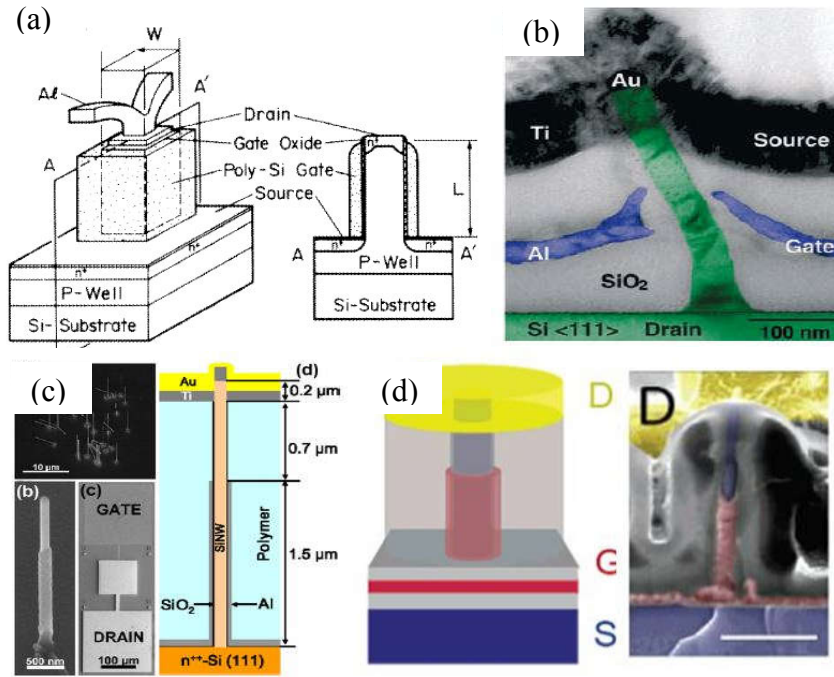 (a)
W
Al
A'
Drain
Gate Oxide
Poly-Si Gate
Source
A
n+
n+
P-Well
Si-Substrate
n+
L
A
n+
n+
A'
P-Well
Si-Substrate
(b)
Au
Ti
Source
Al
Gate
SiO2
Si <111> Drain
100 nm
(c)
10 µm
(b)
500 nm
(c)
GATE
DRAIN
100 µm
(d)
Au
Ti
0.2 µm
0.7 µm
SiNW
Polymer
1.5 µm
SiO2
Al
n++-Si (111)
(d)
D
G
S
D